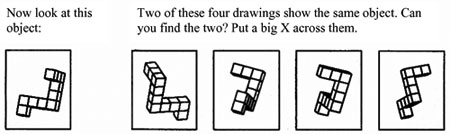 Now look at this
object:
Two of these four drawings show the same object. Can
you find the two? Put a big X across them.